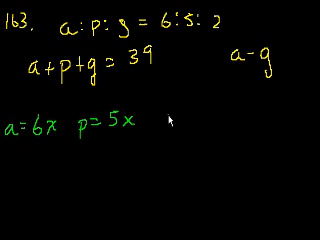 163. a:p:g = 6:5:2
a+p+g = 39 a-g
a=6x p=5x